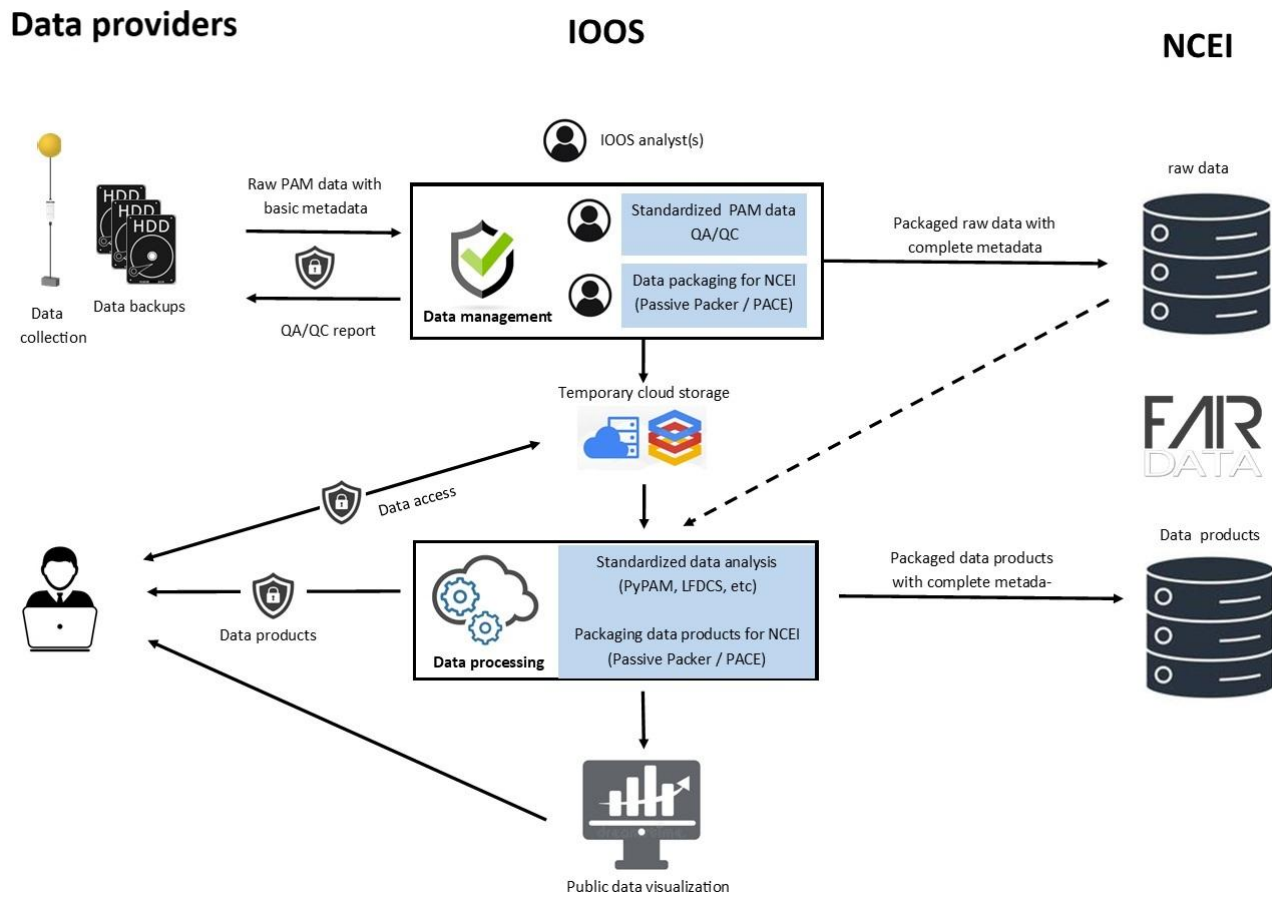 Data providers
IOOS
NCEI
IOOS analyst(s)
raw data
Raw PAM data with
basic metadata
Standardized PAM data
QA/QC
Packaged raw data with
complete metadata
HDD
HDD
HDD
Data packaging for NCEI
(Passive Packer / PACE)
Data management
Data backups
Data
collection
QA/QC report
Temporary cloud storage
FAIR
DATA
Data access
Data products
Standardized data analysis
(PyPAM, LFDCS, etc)
Packaged data products
with complete metada-
Data products
Packaging data products for NCEI
(Passive Packer / PACE)
Data processing
Public data visualization